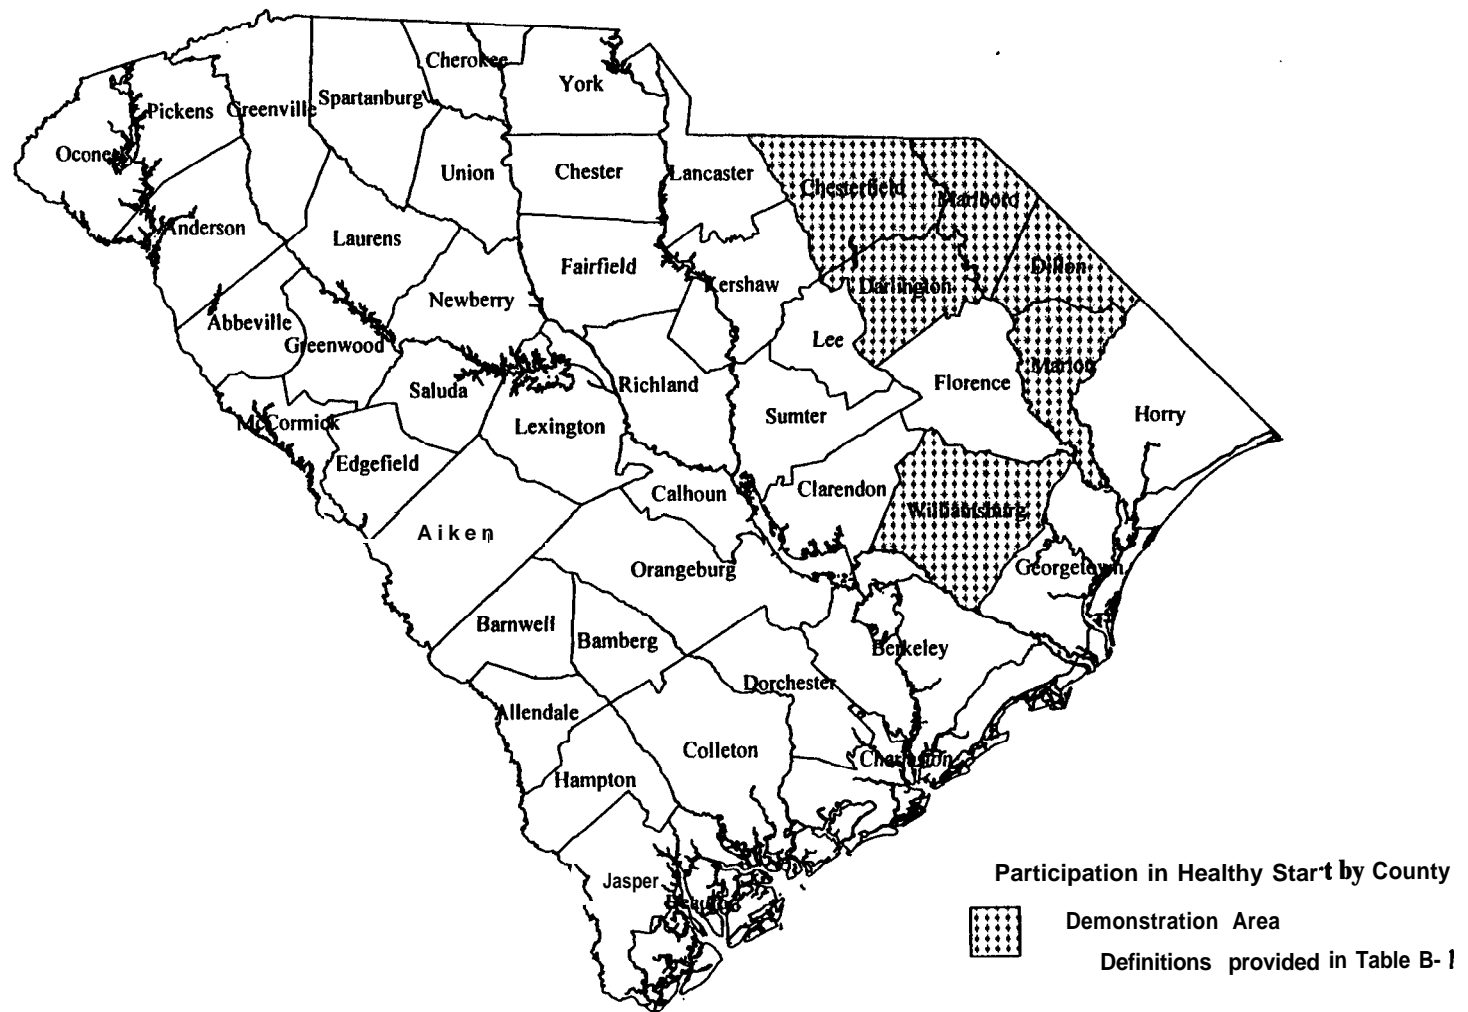 Cherokee
York
Spartanburg
Greenville
Pickens
Oconee
Union
Chester
Lancaster
Chesterfield
Marlboro
Anderson
Laurens
Fairfield
Kershaw
Darlington
Dillon
Newberry
Abbeville
Greenwood
Lee
Marion
Florence
Richland
Saluda
Sumter
Horry
McCormick
Lexington
Edgefield
Calhoun
Clarendon
Williamsburg
Aiken
Orangeburg
Georgetown
Barnwell
Bamberg
Berkeley
Dorchester
Allendale
Colleton
Charleston
Hampton
Jasper
Beaufort
Participation in Healthy Start by County
Demonstration Area
Definitions provided in Table B-1